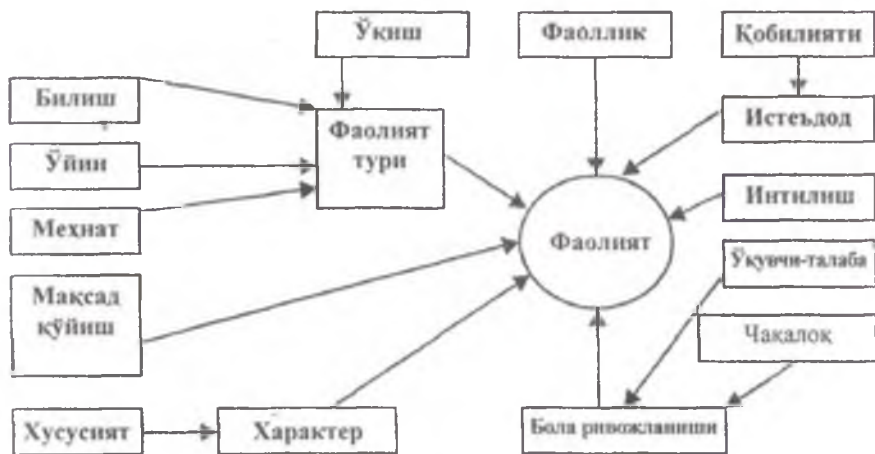 Ўқиш
Фаоллик
Қобилияти
Билиш
Фаолият
тури
Истеъдод
Ўйин
Интилиш
Меҳнат
Фаолият
Ўқувчи-талаба
Мақсад
қўйиш
Чақалоқ
Хусусият
Характер
Бола ривожланиши